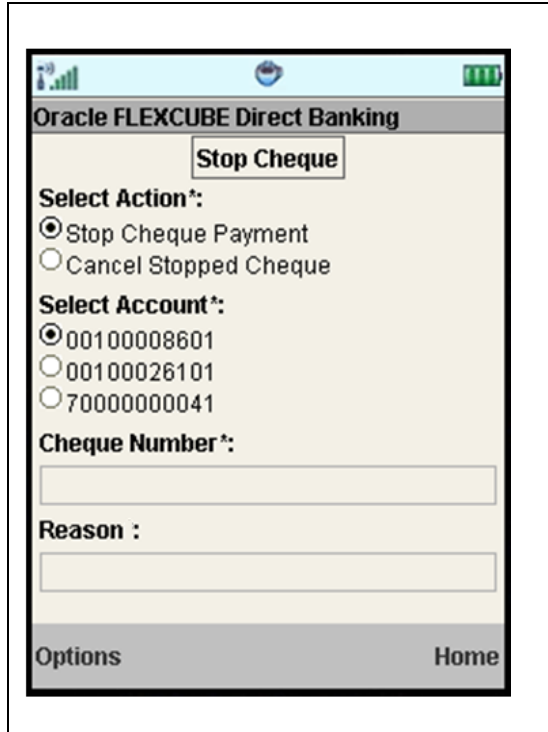 Oracle FLEXCUBE Direct Banking
Stop Cheque
Select Action*:
Stop Cheque Payment
Cancel Stopped Cheque
Select Account*:
00100008601
00100026101
70000000041
Cheque Number*:
Reason :
Options Home